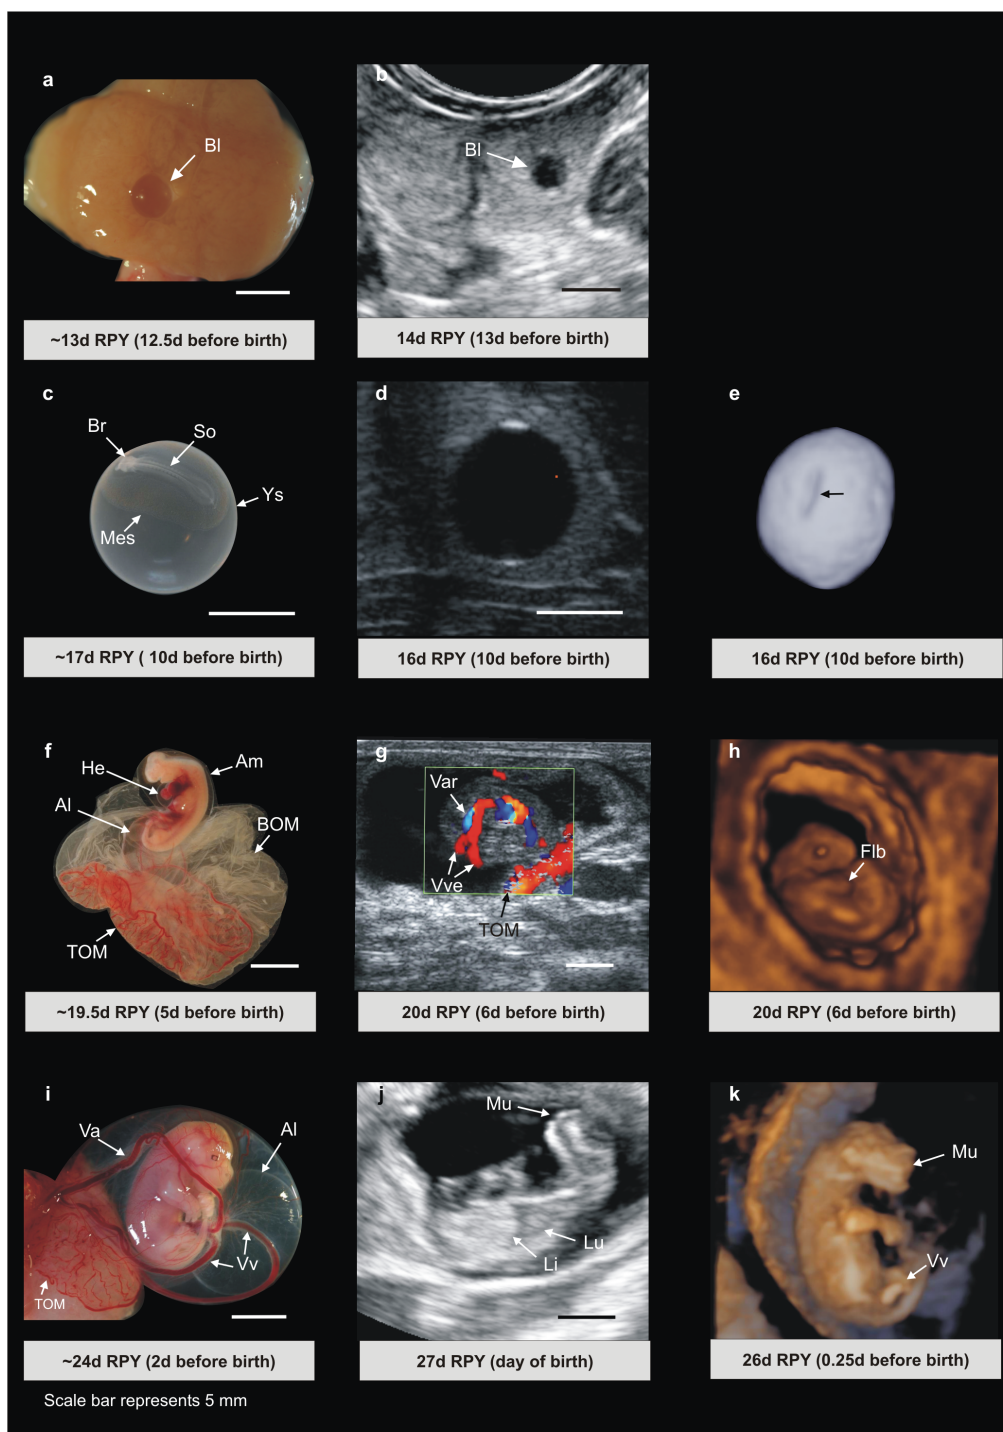 a
Bl
b
Bl
~13d RPY (12.5d before birth)
14d RPY (13d before birth)
c
Br
So
Ys
Mes
d
e
~17d RPY ( 10d before birth)
16d RPY (10d before birth)
16d RPY (10d before birth)
f
He
Am
Al
BOM
TOM
g
Var
Vve
TOM
h
Flb
~19.5d RPY (5d before birth)
20d RPY (6d before birth)
20d RPY (6d before birth)
i
Va
Al
Vv
TOM
j
Mu
Lu
Li
k
Mu
Vv
~24d RPY (2d before birth)
27d RPY (day of birth)
26d RPY (0.25d before birth)
Scale bar represents 5 mm